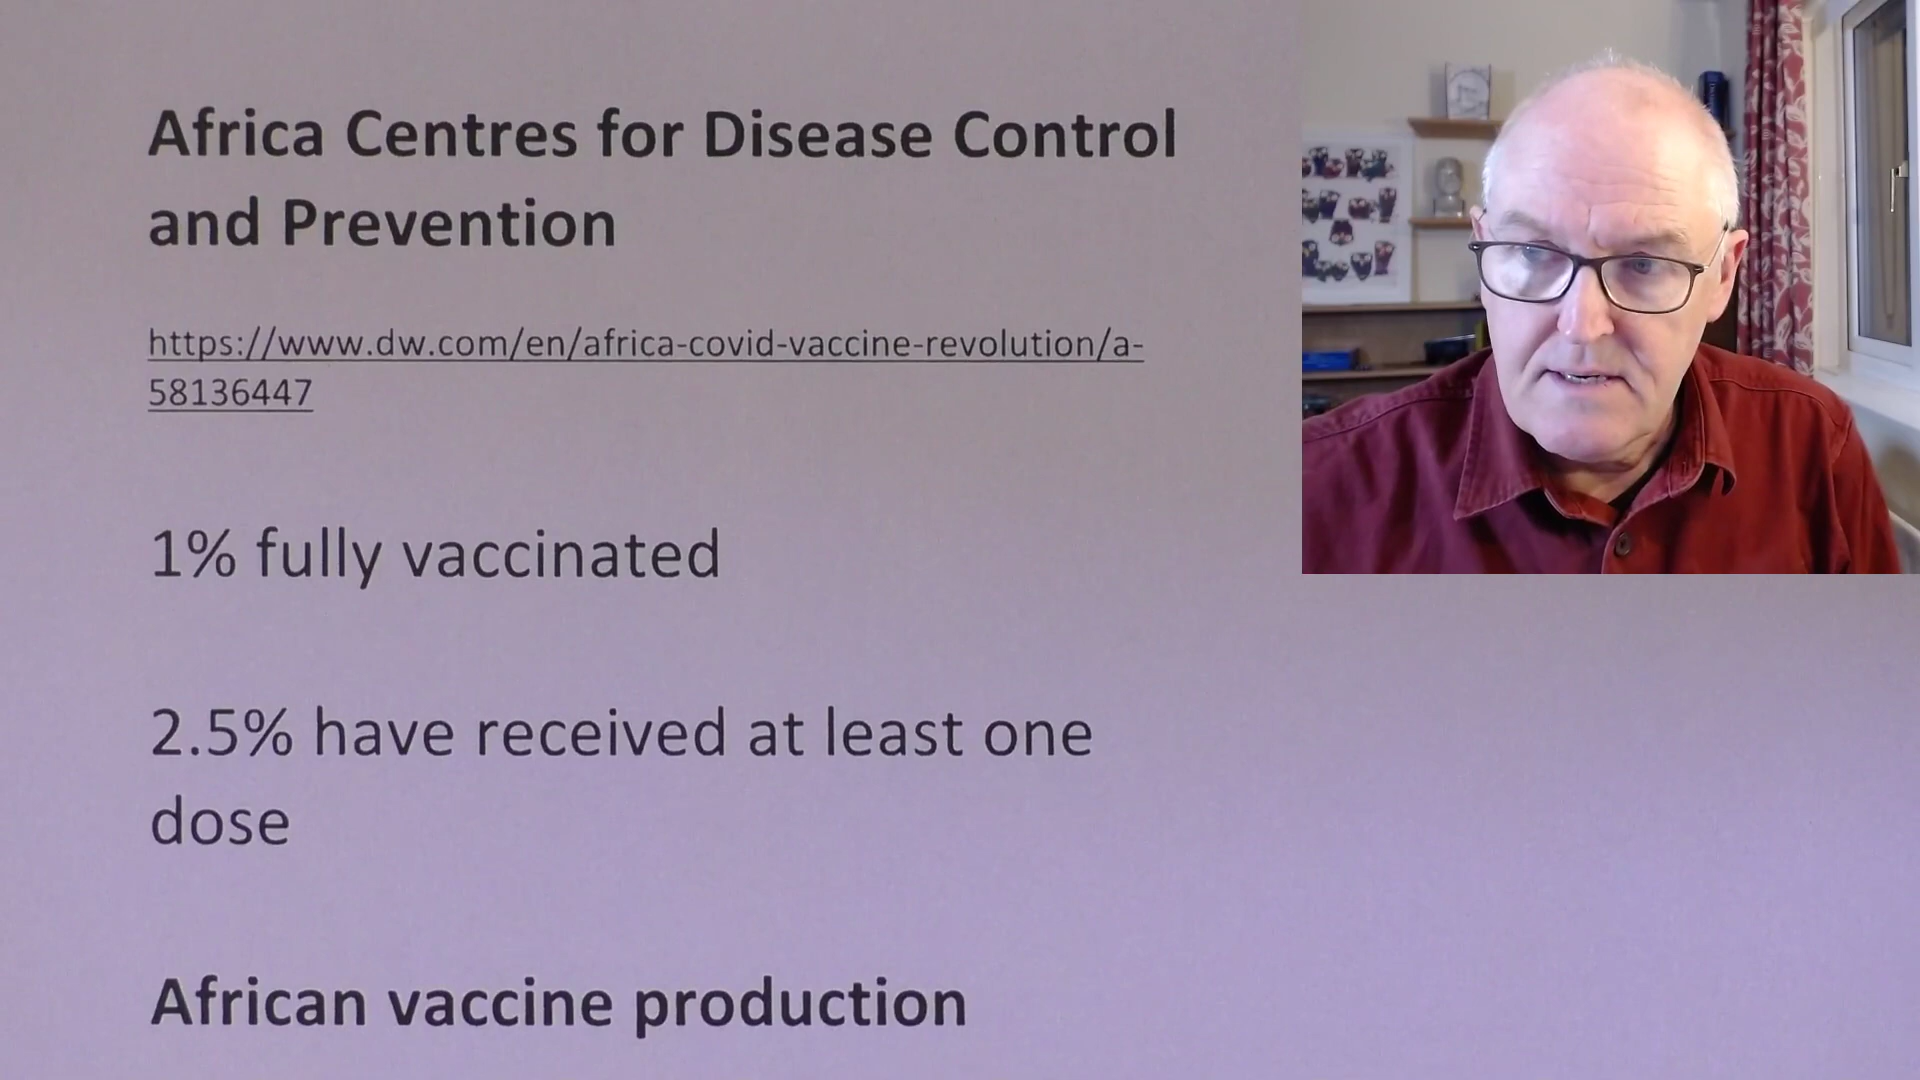 Africa Centres for Disease Control
and Prevention
https://www.dw.com/en/africa-covid-vaccine-revolution/a-
58136447
1% fully vaccinated
2.5% have received at least one
dose
African vaccine production